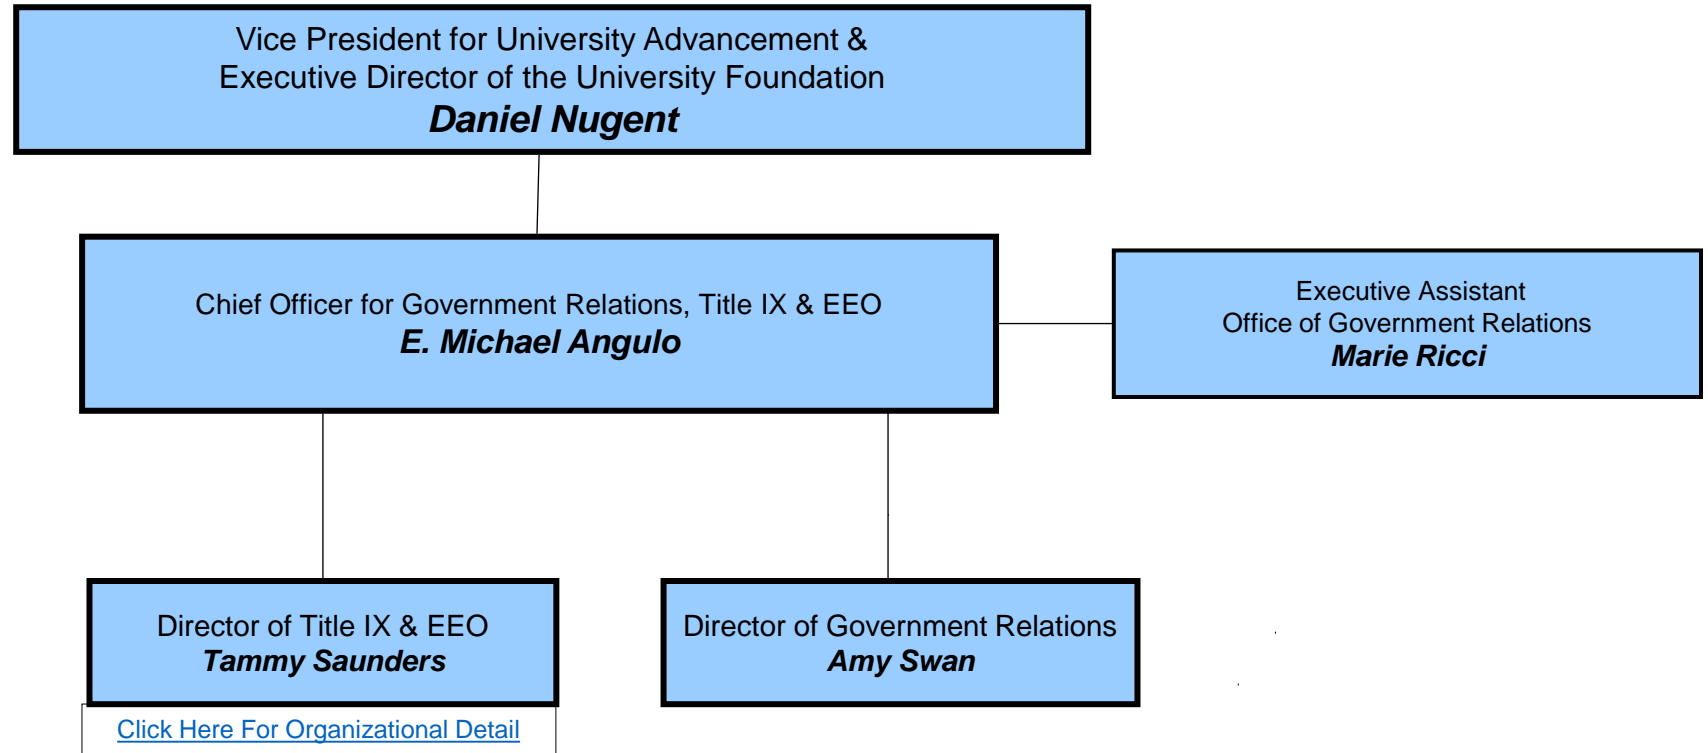 Vice President for University Advancement &
Executive Director of the University Foundation
Daniel Nugent
Chief Officer for Government Relations, Title IX & EEO
E. Michael Angulo
Executive Assistant
Office of Government Relations
Marie Ricci
Director of Title IX & EEO
Tammy Saunders
Director of Government Relations
Amy Swan
Click Here For Organizational Detail